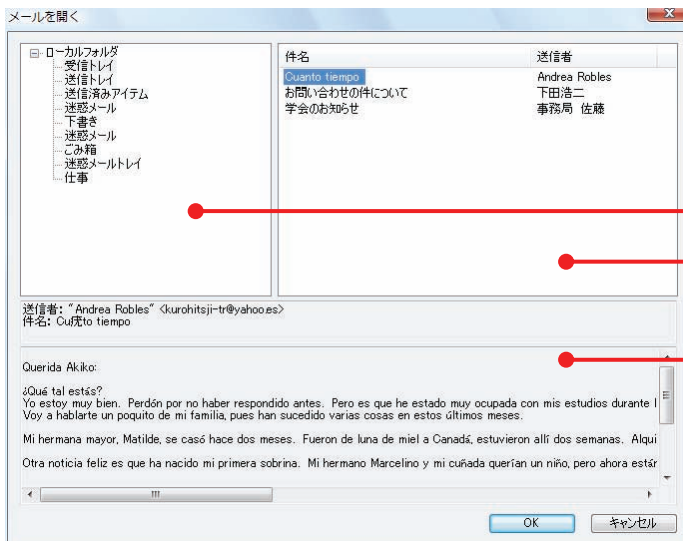 メールを開く
ローカルフォルダ
受信トレイ
送信トレイ
送信済みアイテム
迷惑メール
下書き
迷惑メール
ごみ箱
迷惑メールトレイ
仕事
件名 送信者
Cuanto tiempo Andrea Robles
お問い合わせの件について 下田浩二
学会のお知らせ 事務局 佐藤
送信者: "Andrea Robles" <kurohitsji-tr@yahoo.es>
件名: Cu疣to tiempo
Querida Akiko:
¿Qué tal estás?
Yo estoy muy bien. Perdón por no haber respondido antes. Pero es que he estado muy ocupada con mis estudios durante l
Voy a hablarte un poquito de mi familia, pues han sucedido varias cosas en estos últimos meses.
Mi hermana mayor, Matilde, se casó hace dos meses. Fueron de luna de miel a Canadá, estuvieron allí dos semanas. Alqui
Otra noticia feliz es que ha nacido mi primera sobrina. Mi hermano Marcelino y mi cuñada querían un niño, pero ahora están
OK キャンセル